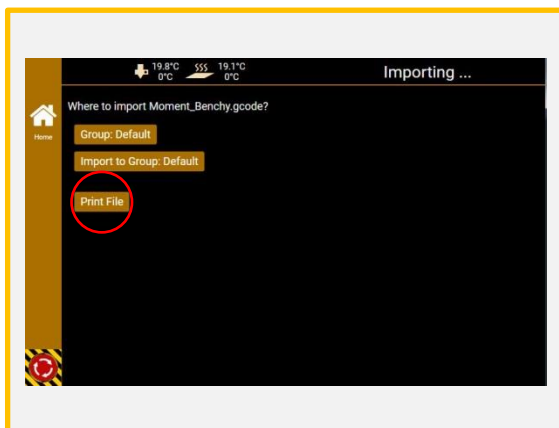 19.8°C 19.1°C Importing ...
0°C 0°C
Where to import Moment_Benchy.gcode?
Home
Group: Default
Import to Group: Default
Print File